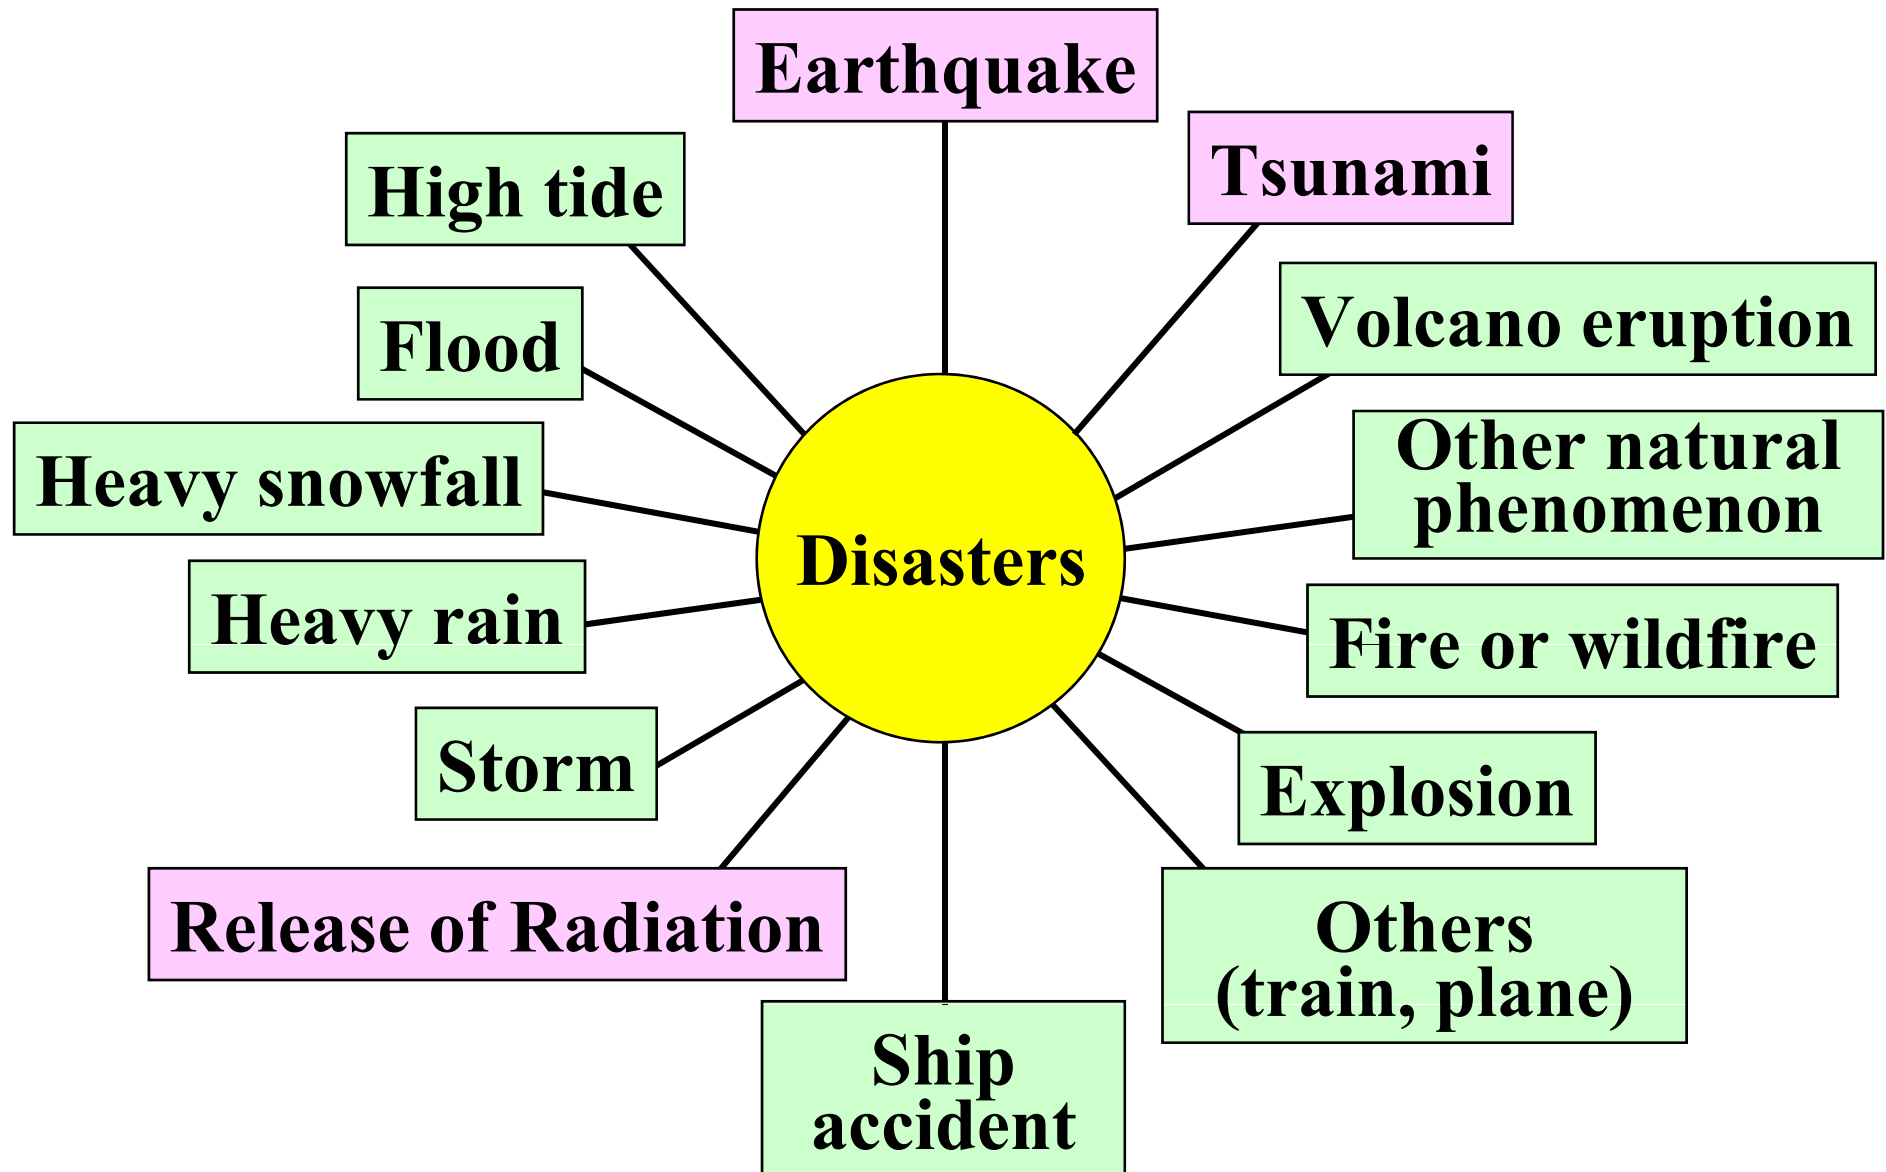 Earthquake
Tsunami
High tide
Volcano eruption
Flood
Other natural
phenomenon
Heavy snowfall
Disasters
Heavy rain
Fire or wildfire
Storm
Explosion
Release of Radiation
Others
(train, plane)
Ship
accident